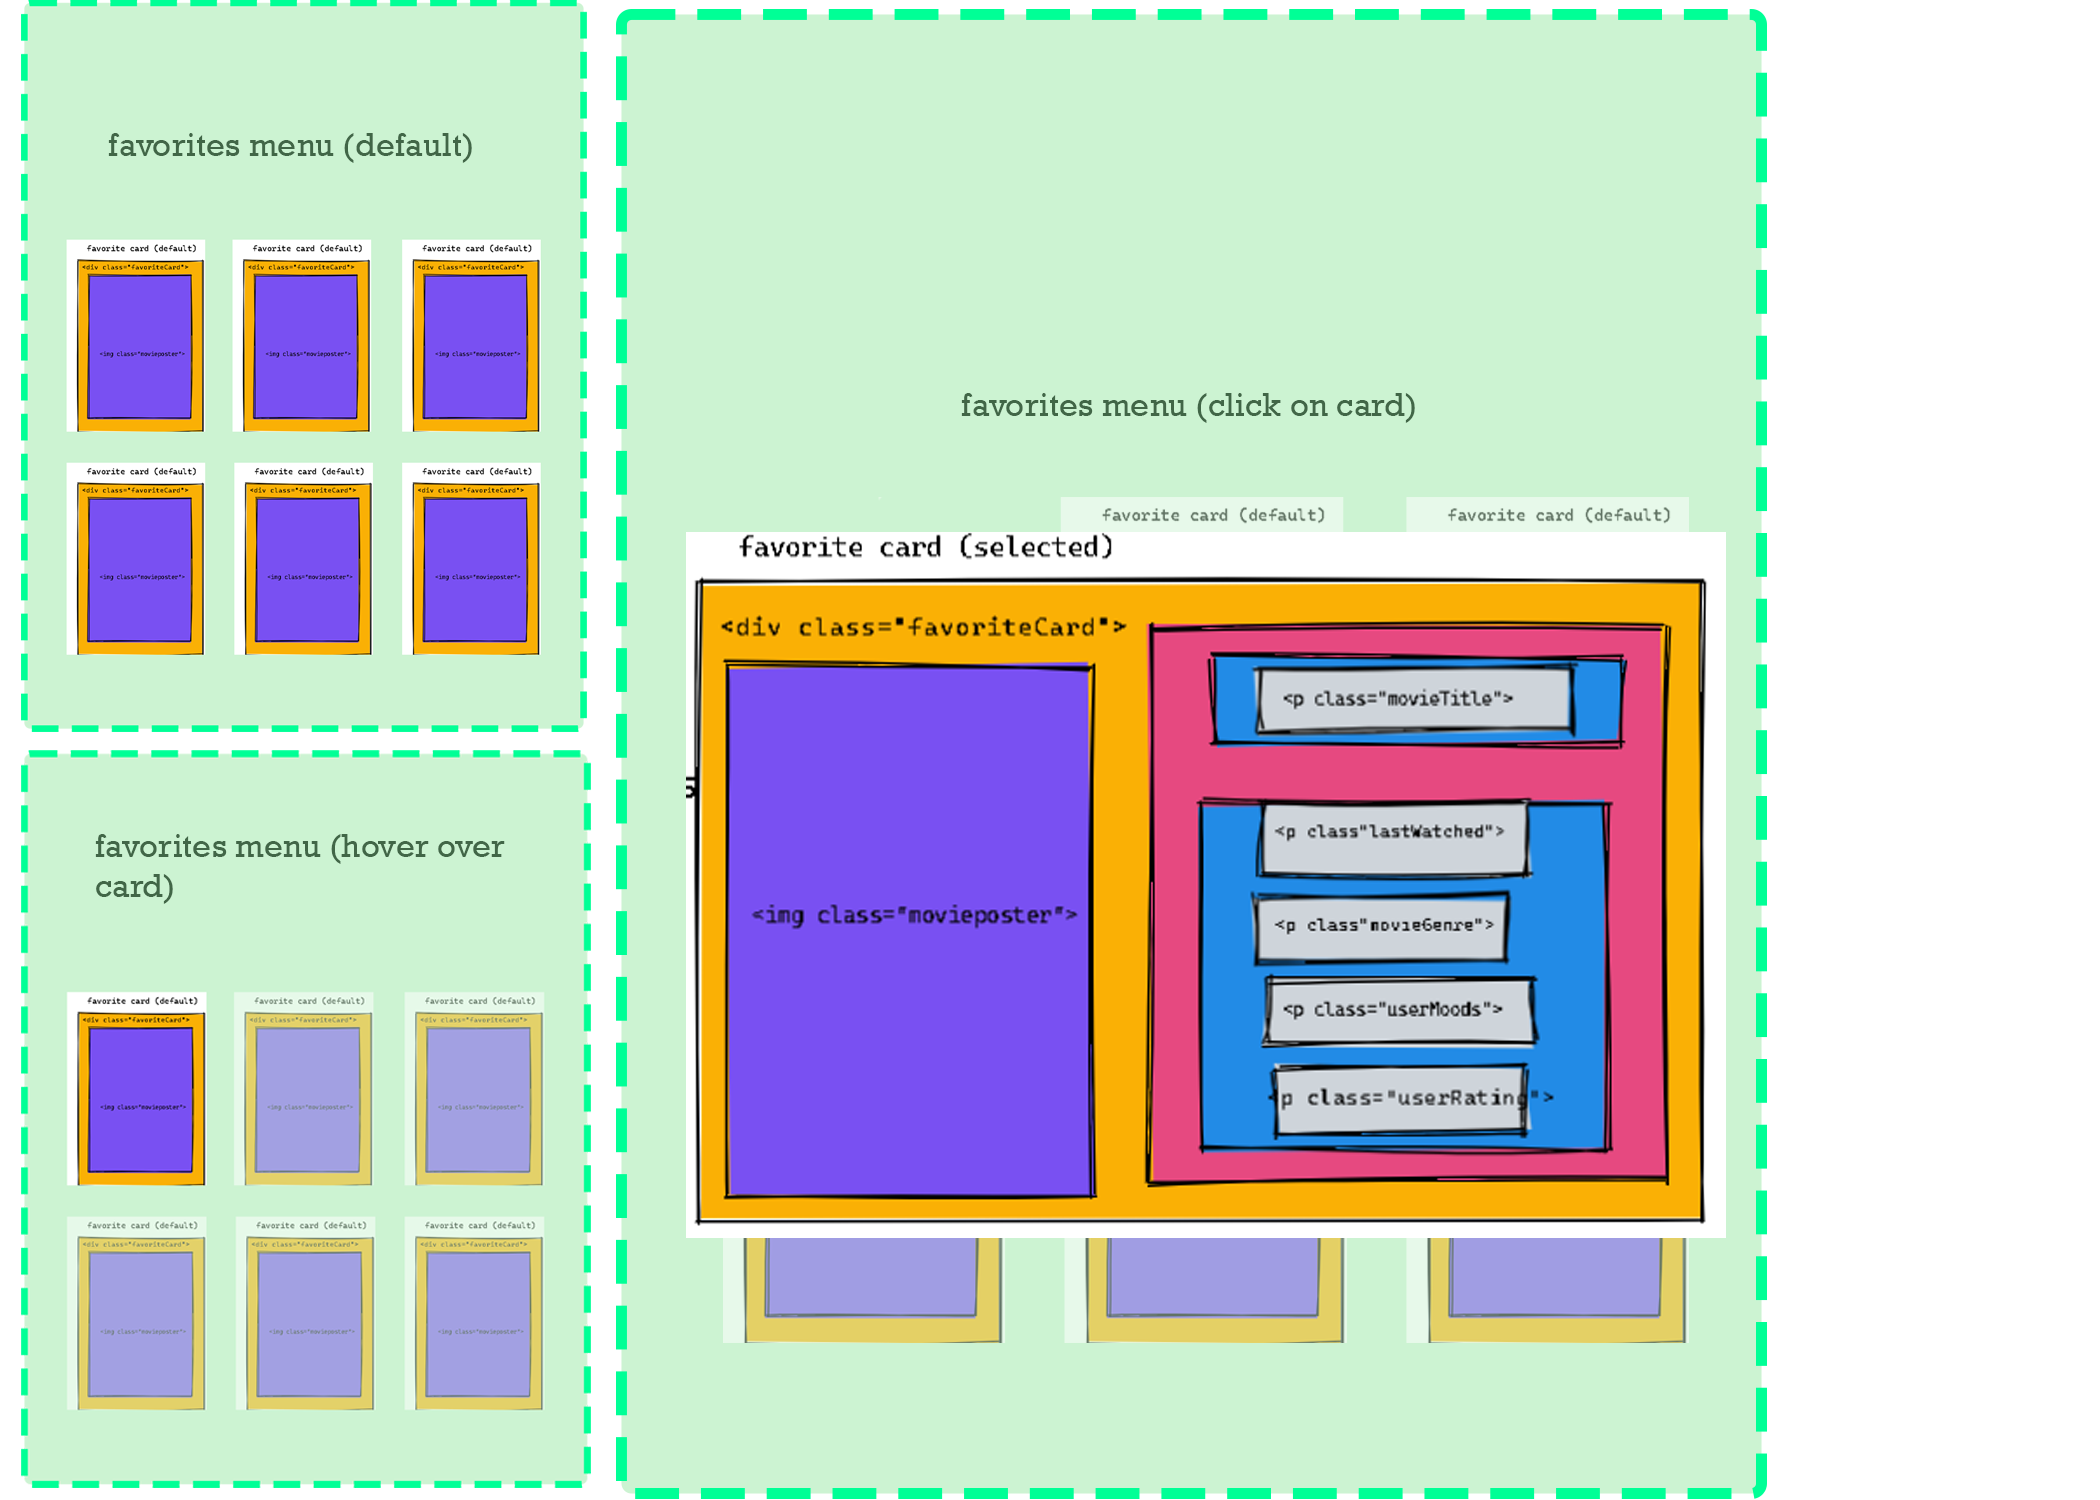 favorites menu (default)
favorite card (default)
favorite card (default)
favorite card (default)
<div class="favoriteCard">
<div class="favoriteCard">
<div class="favoriteCard">
<img class="movieposter">
<img class="movieposter">
<img class="movieposter">
favorite card (default)
favorite card (default)
favorite card (default)
<div class="favoriteCard">
<div class="favoriteCard">
<div class="favoriteCard">
<img class="movieposter">
<img class="movieposter">
<img class="movieposter">
favorites menu (hover over
card)
favorite card (default)
favorite card (default)
favorite card (default)
<div class="favoriteCard">
<div class="favoriteCard">
<div class="favoriteCard">
<img class="movieposter">
<img class="movieposter">
<img class="movieposter">
favorite card (default)
favorite card (default)
favorite card (default)
<div class="favoriteCard">
<div class="favoriteCard">
<div class="favoriteCard">
<img class="movieposter">
<img class="movieposter">
<img class="movieposter">
favorites menu (click on card)
favorite card (default)
favorite card (default)
favorite card (selected)
<div class="favoriteCard">
<img class="movieposter">
<p class="movieTitle">
<p class"lastWatched">
<p class"movieGenre">
<p class="userMoods">
<p class="userRating">